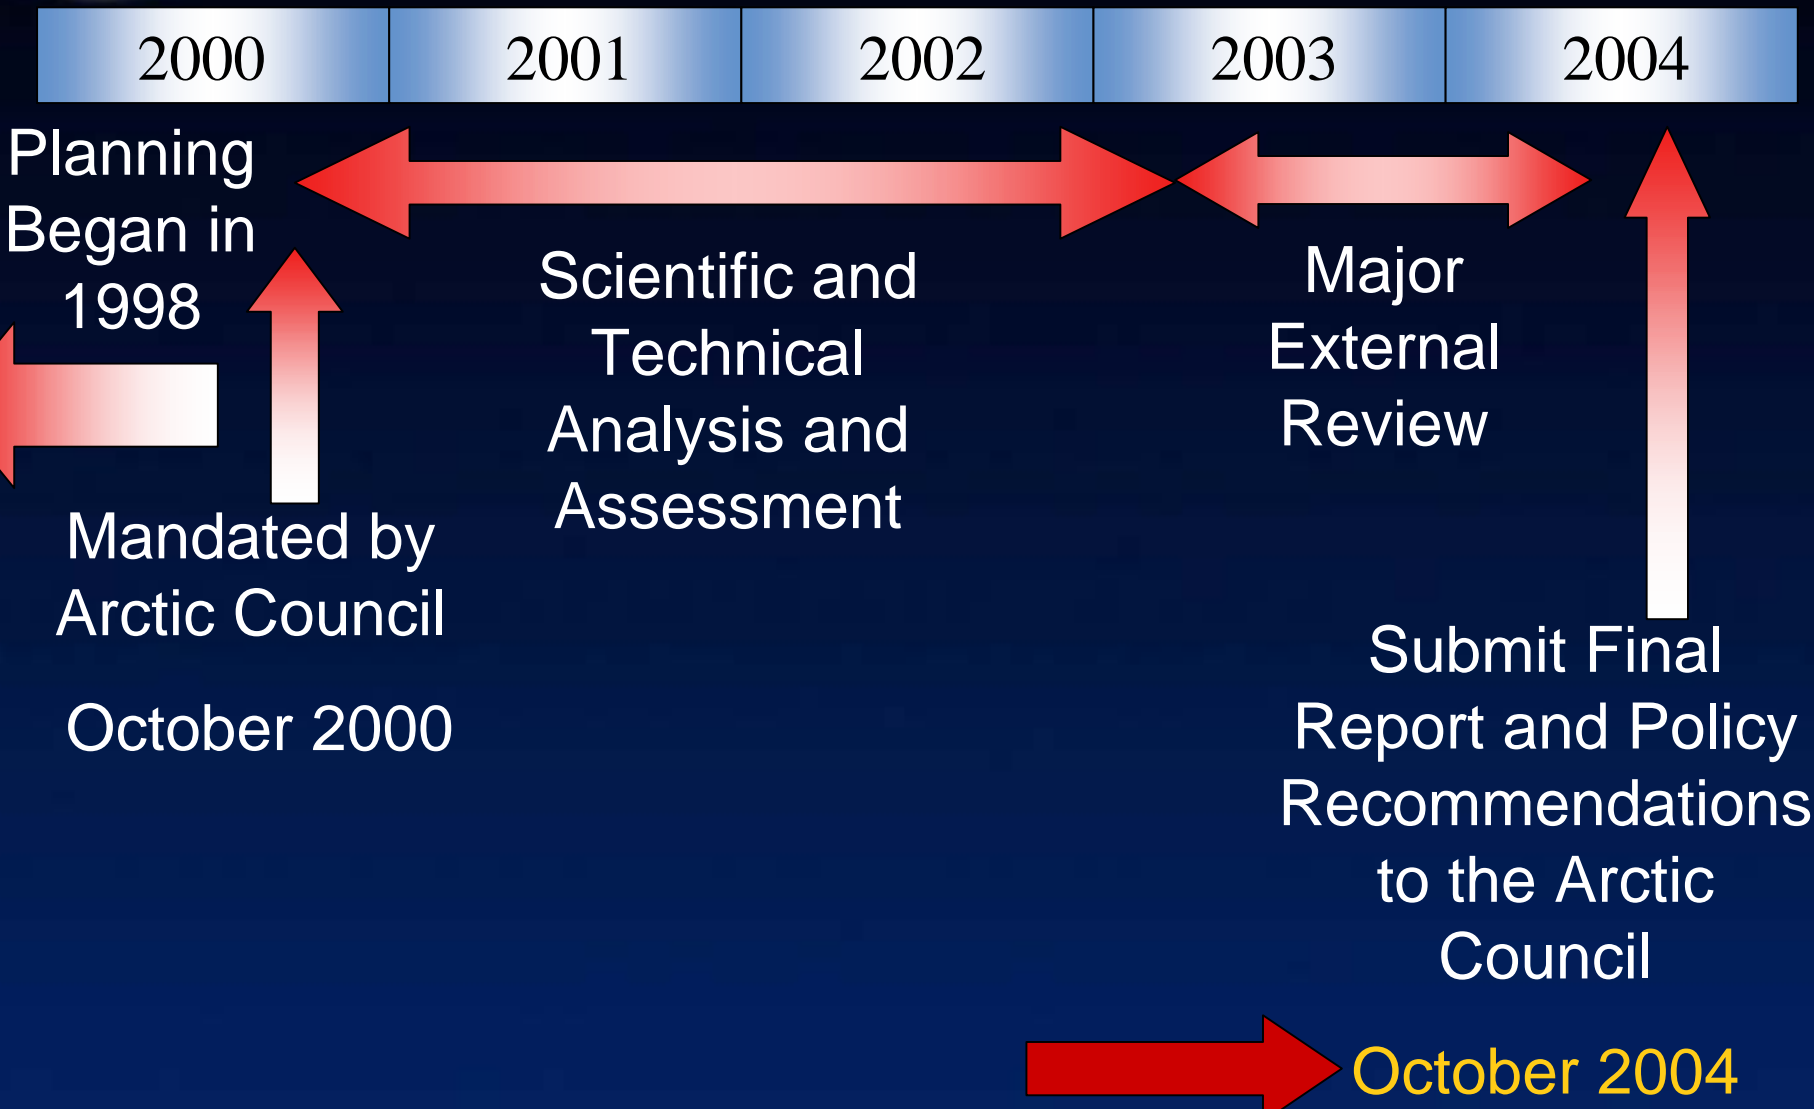 2000 2001 2002 2003 2004
Planning
Began in
1998
Mandated by
Arctic Council
October 2000
Scientific and
Technical
Analysis and
Assessment
Major
External
Review
Submit Final
Report and Policy
Recommendations
to the Arctic
Council
October 2004